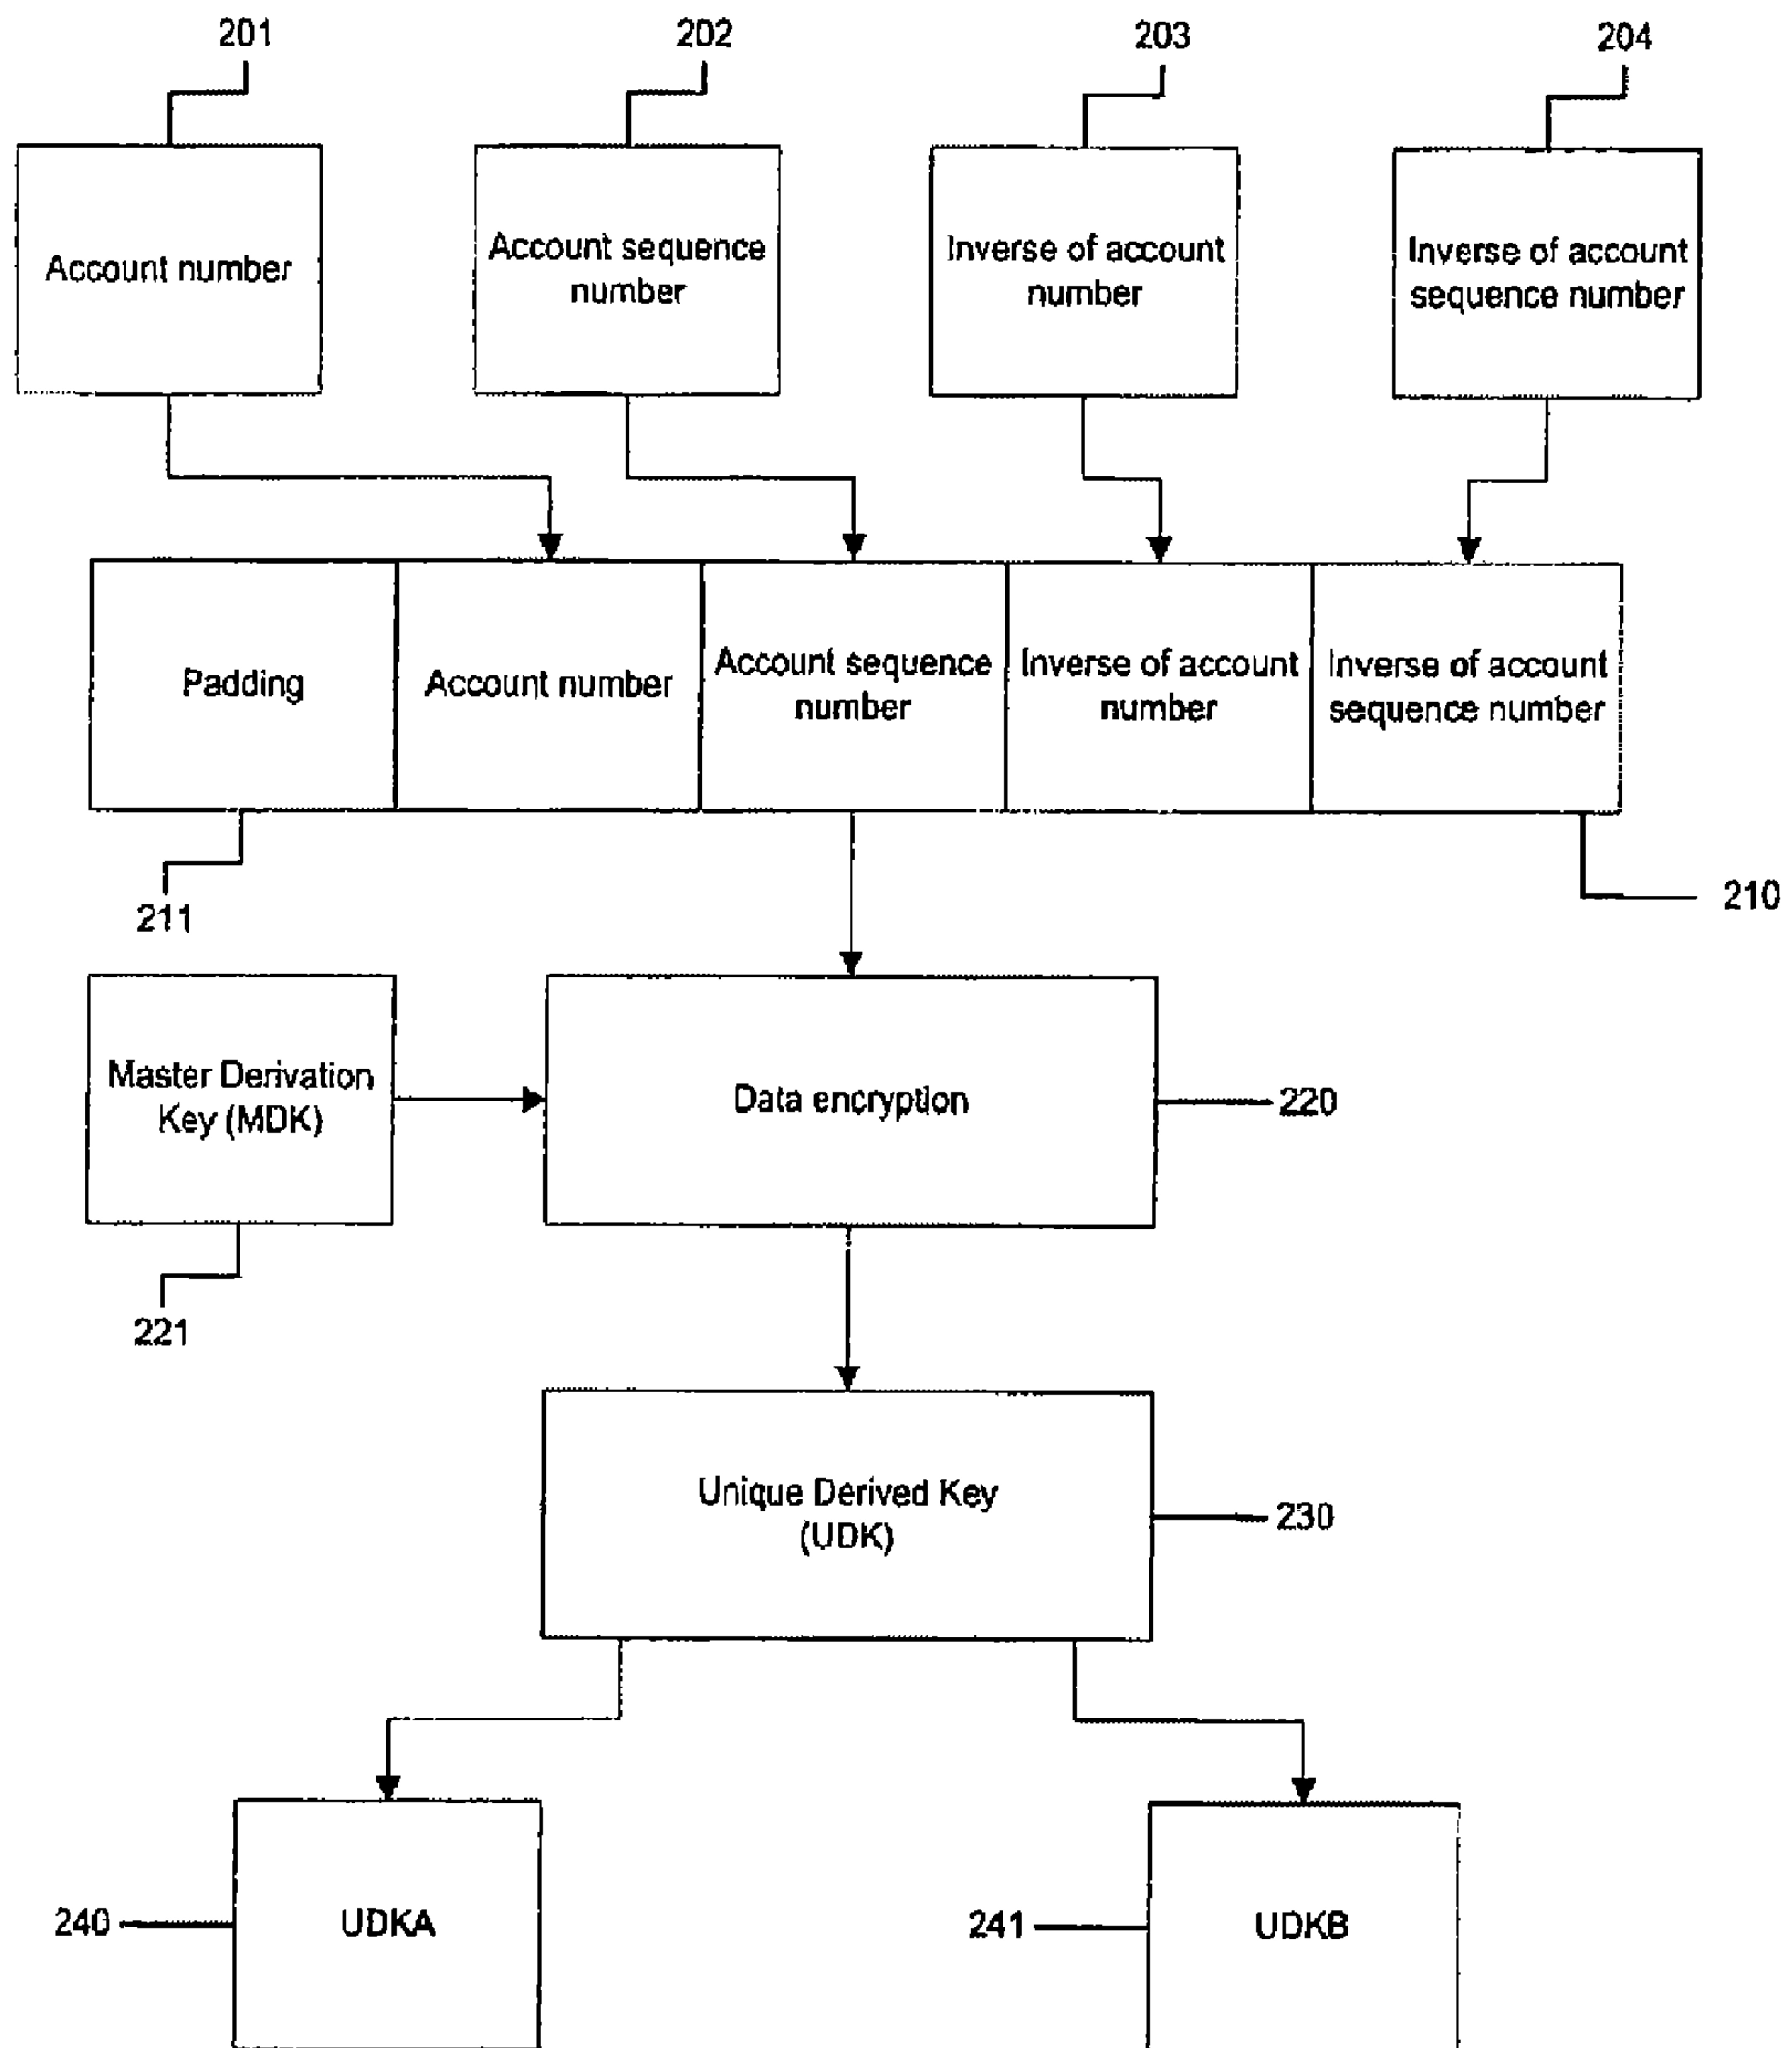 201
202
203
204
Account number
Account sequence
number
Inverse of account
number
Inverse of account
sequence number
Padding
Account number
Account sequence
number
Inverse of account
number
Inverse of account
sequence number
211
210
Master Derivation
Key (MDK)
Data encryption
220
221
Unique Derived Key
(UDK)
230
240
UDKA
241
UDKB